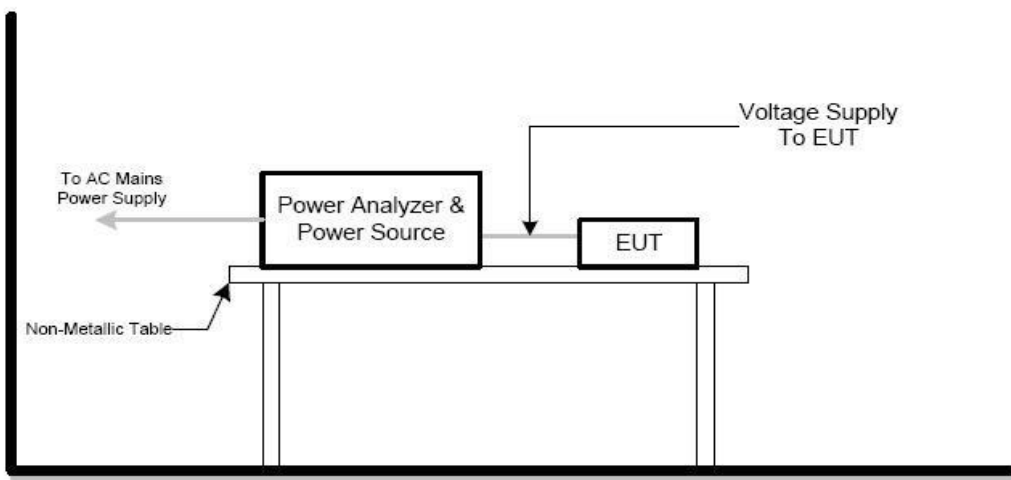 Voltage Supply
To EUT
To AC Mains
Power Supply
Power Analyzer &
Power Source
EUT
Non-Metallic Table